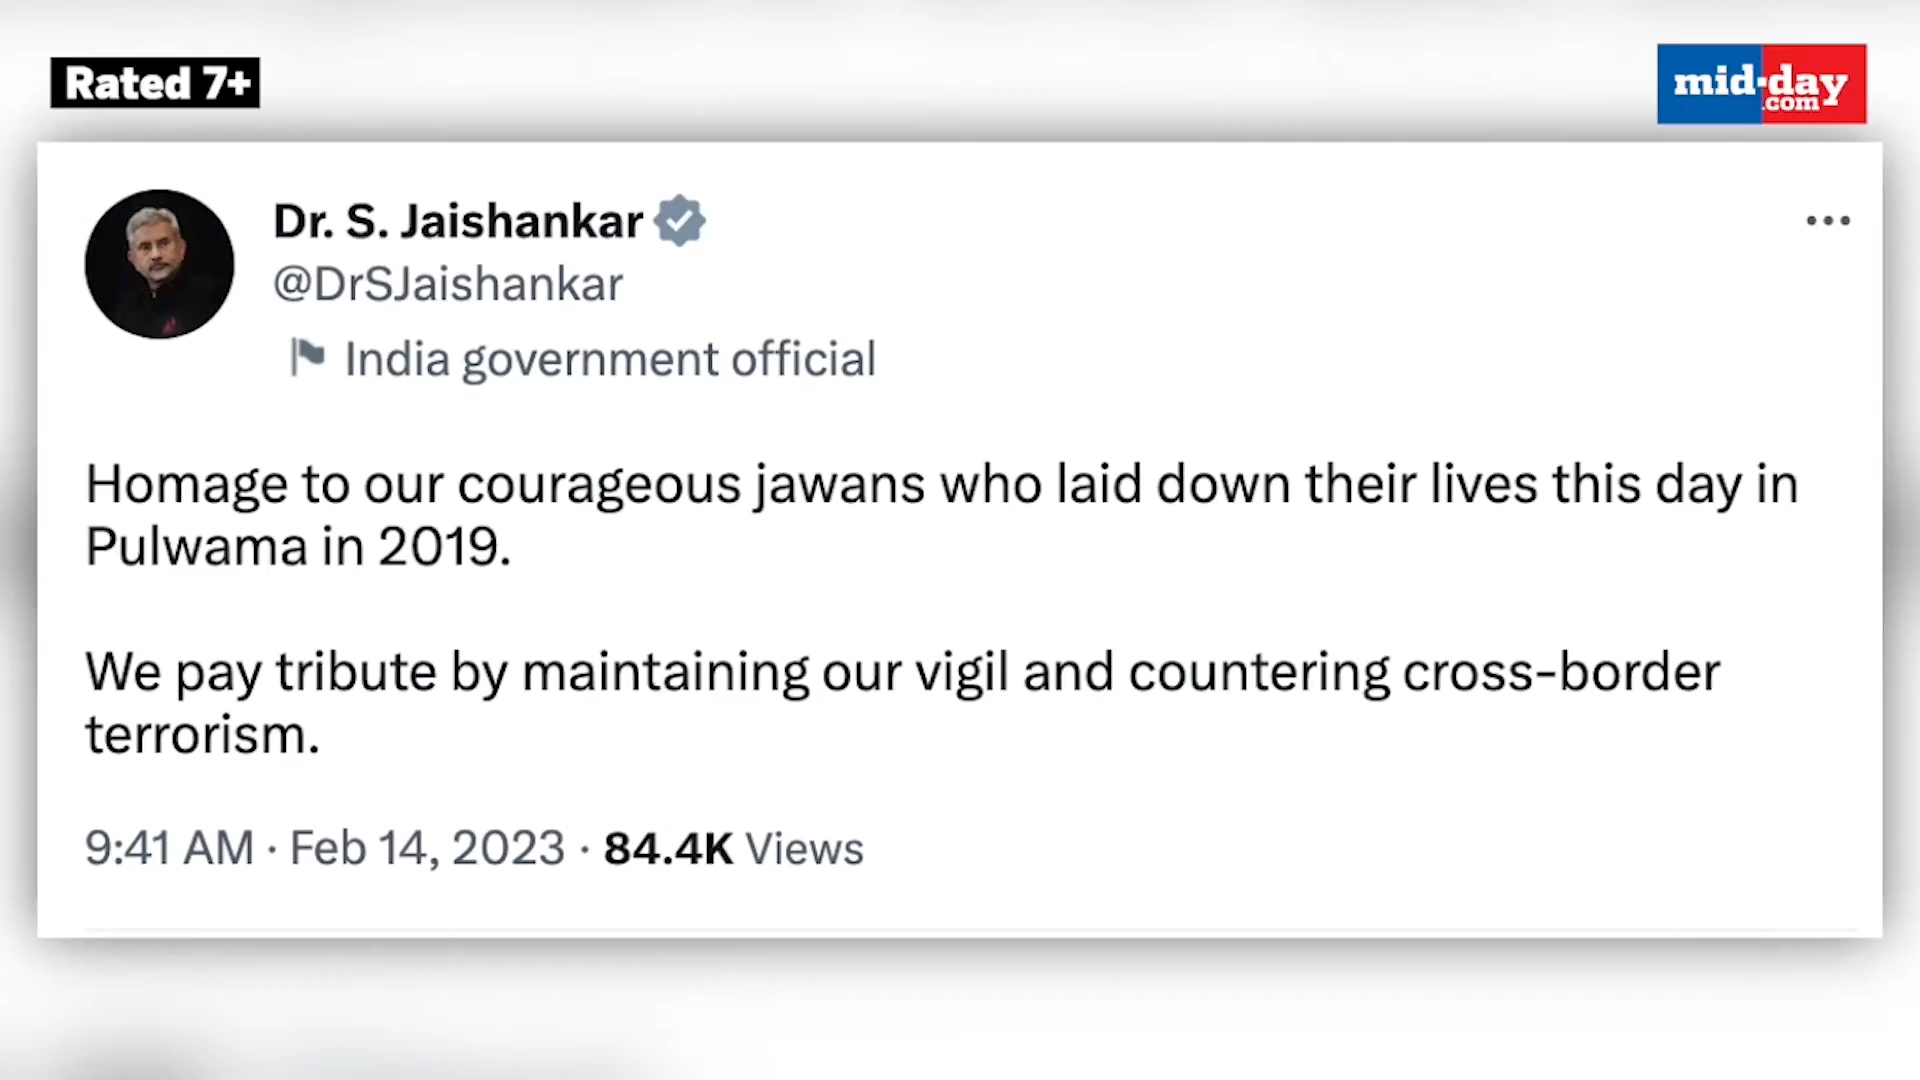 Rated 7+
mid-day
.com
Dr. S. Jaishankar
@DrSJaishankar
India government official
Homage to our courageous jawans who laid down their lives this day in
Pulwama in 2019.
We pay tribute by maintaining our vigil and countering cross-border
terrorism.
9:41 AM · Feb 14, 2023 · 84.4K Views